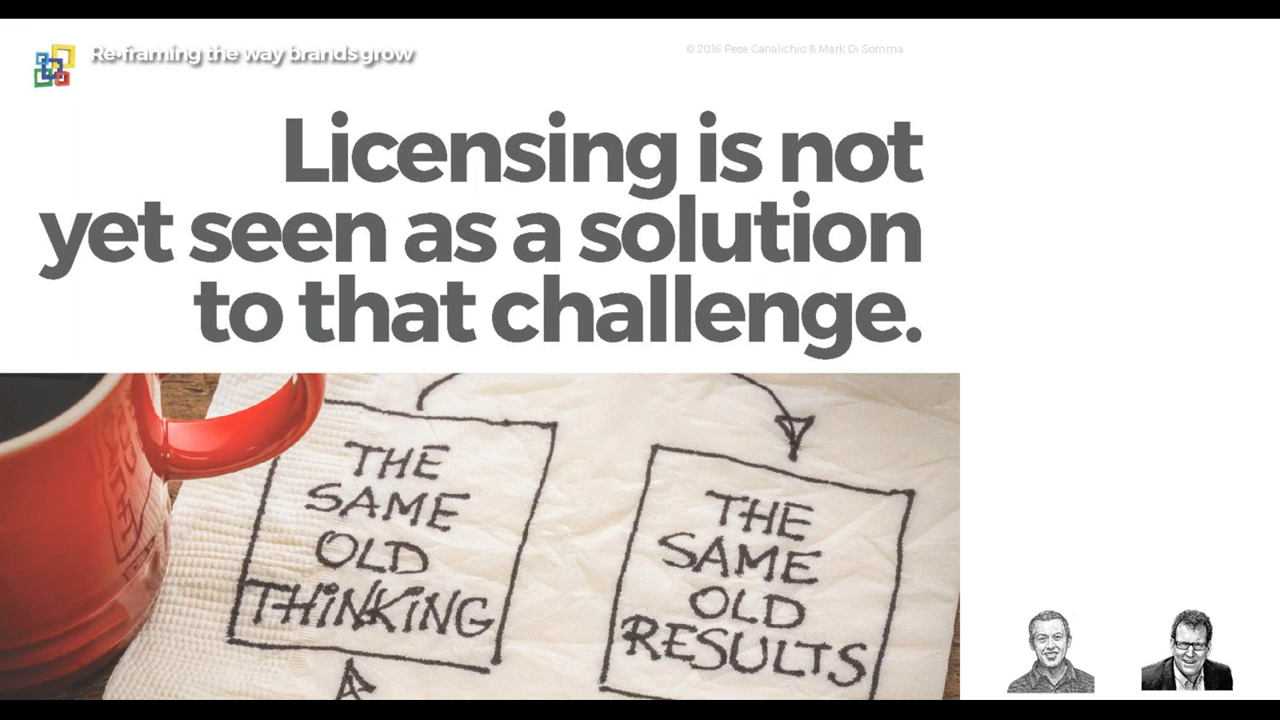 Re•framing the way brands grow
© 2016 Pete Canalichio & Mark Di Somma
Licensing is not
yet seen as a solution
to that challenge.
THE
SAME
OLD
THINKING
THE
SAME
OLD
RESULTS